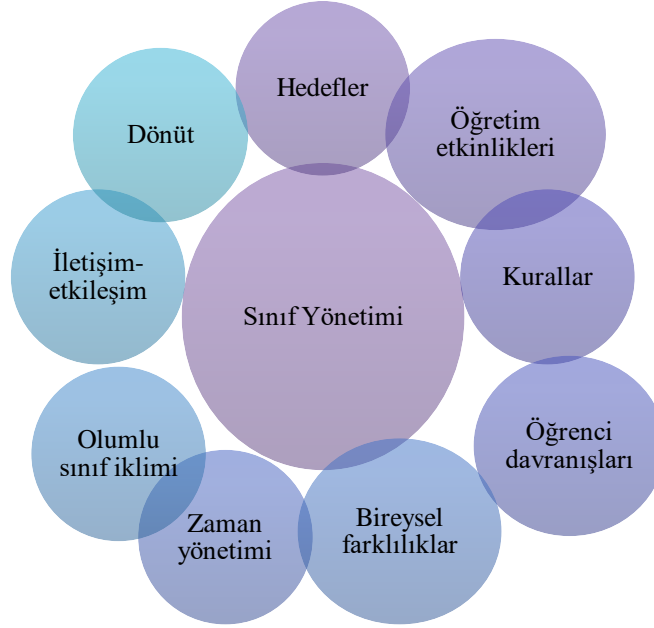 Hedefler
Öğretim
etkinlikleri
Kurallar
Öğrenci
davranışları
Bireysel
farklılıklar
Zaman
yönetimi
Olumlu
sınıf iklimi
İletişim-
etkileşim
Dönüt
Sınıf Yönetimi